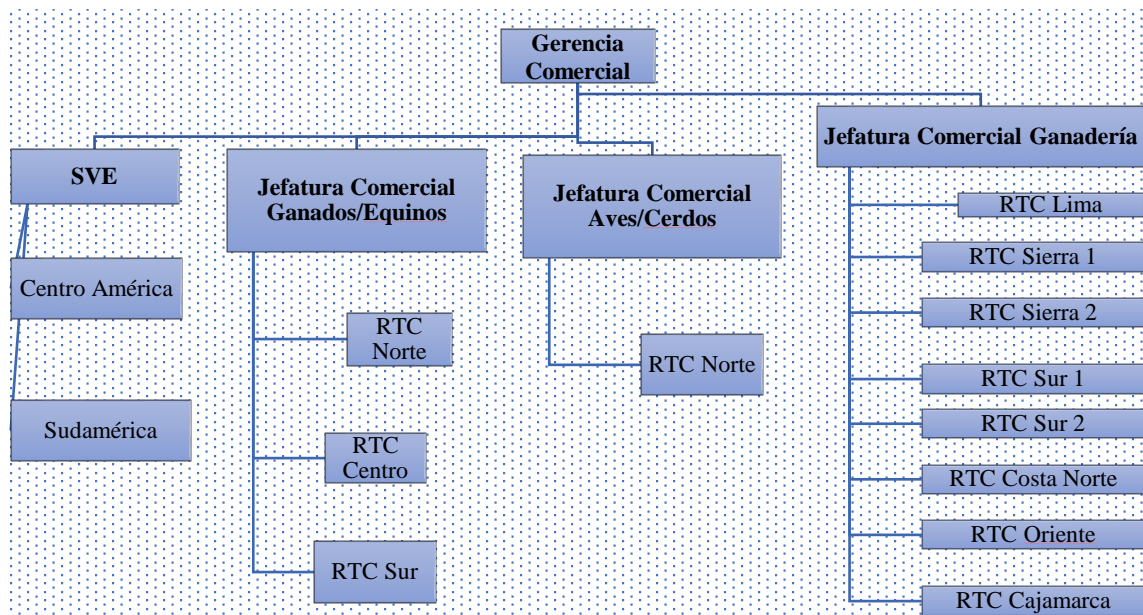 Gerencia
Comercial
SVE
Centro América
Sudamérica
Jefatura Comercial
Ganados/Equinos
RTC
Norte
RTC
Centro
RTC Sur
Jefatura Comercial
Aves/Cerdos
RTC Norte
Jefatura Comercial Ganadería
RTC Lima
RTC Sierra 1
RTC Sierra 2
RTC Sur 1
RTC Sur 2
RTC Costa Norte
RTC Oriente
RTC Cajamarca